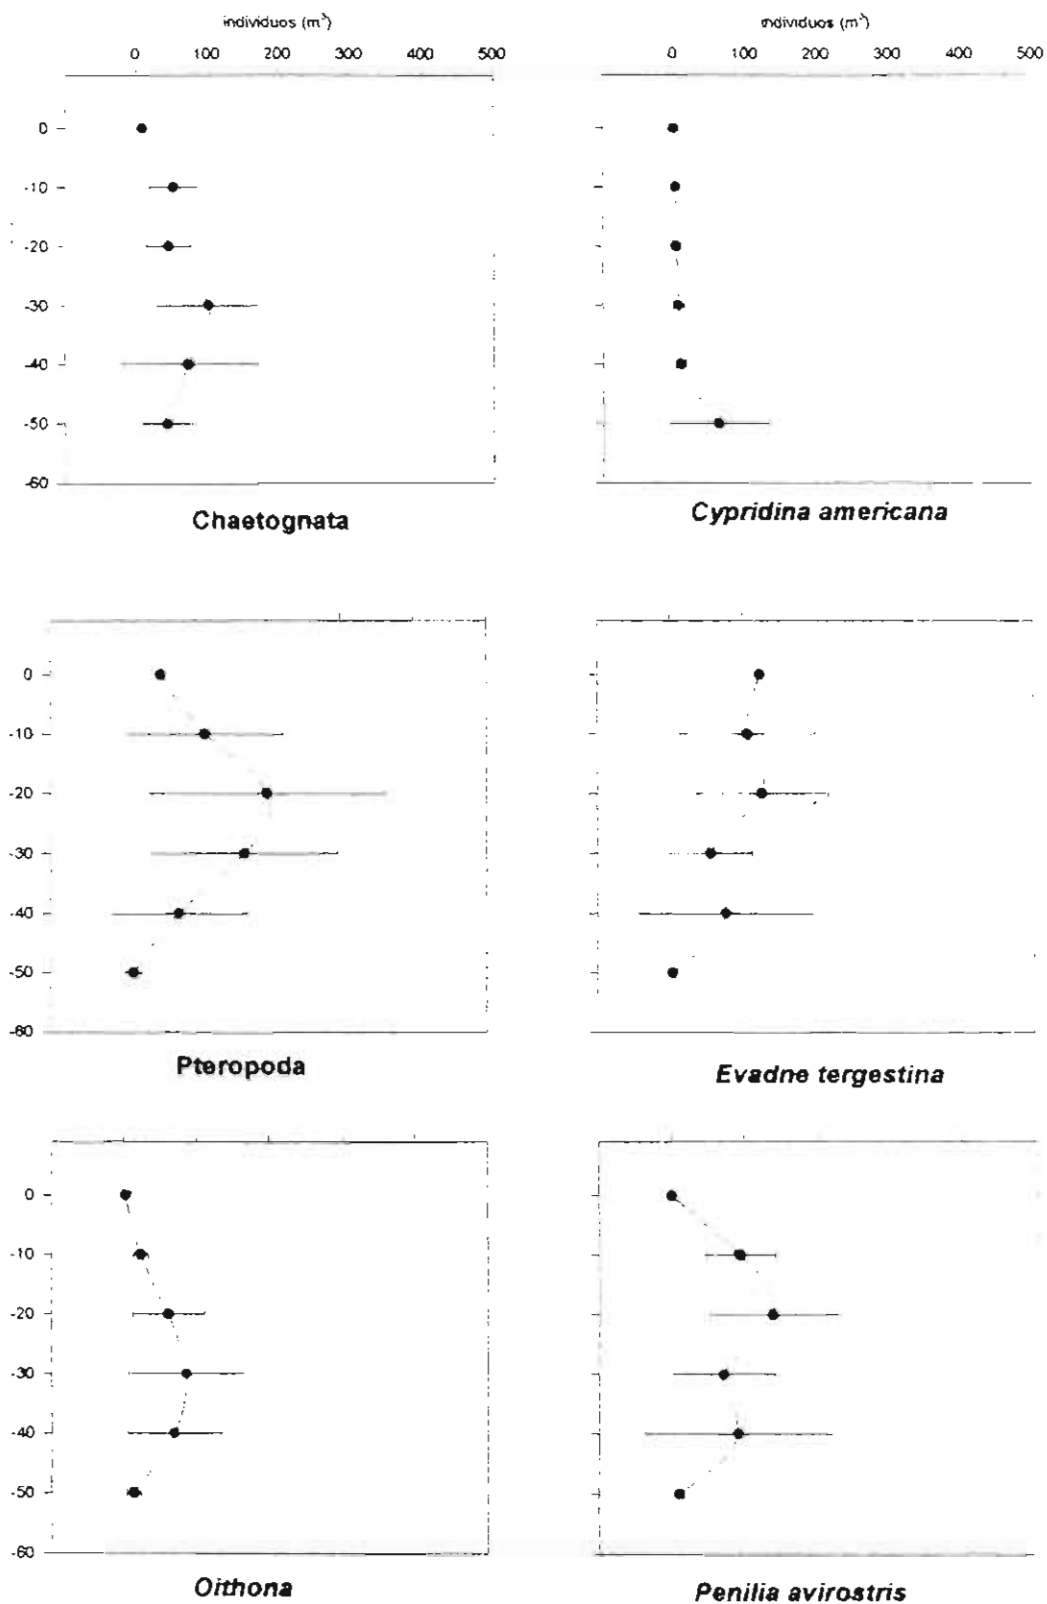 individuos (m³)
0 100 200 300 400 500
individuos (m³)
0 100 200 300 400 500
0
-10
-20
-30
-40
-50
-60
Chaetognata
Cypridina americana
0
-10
-20
-30
-40
-50
-60
Pteropoda
Evadne tergestina
0
-10
-20
-30
-40
-50
-60
Oithona
Penilia avirostris